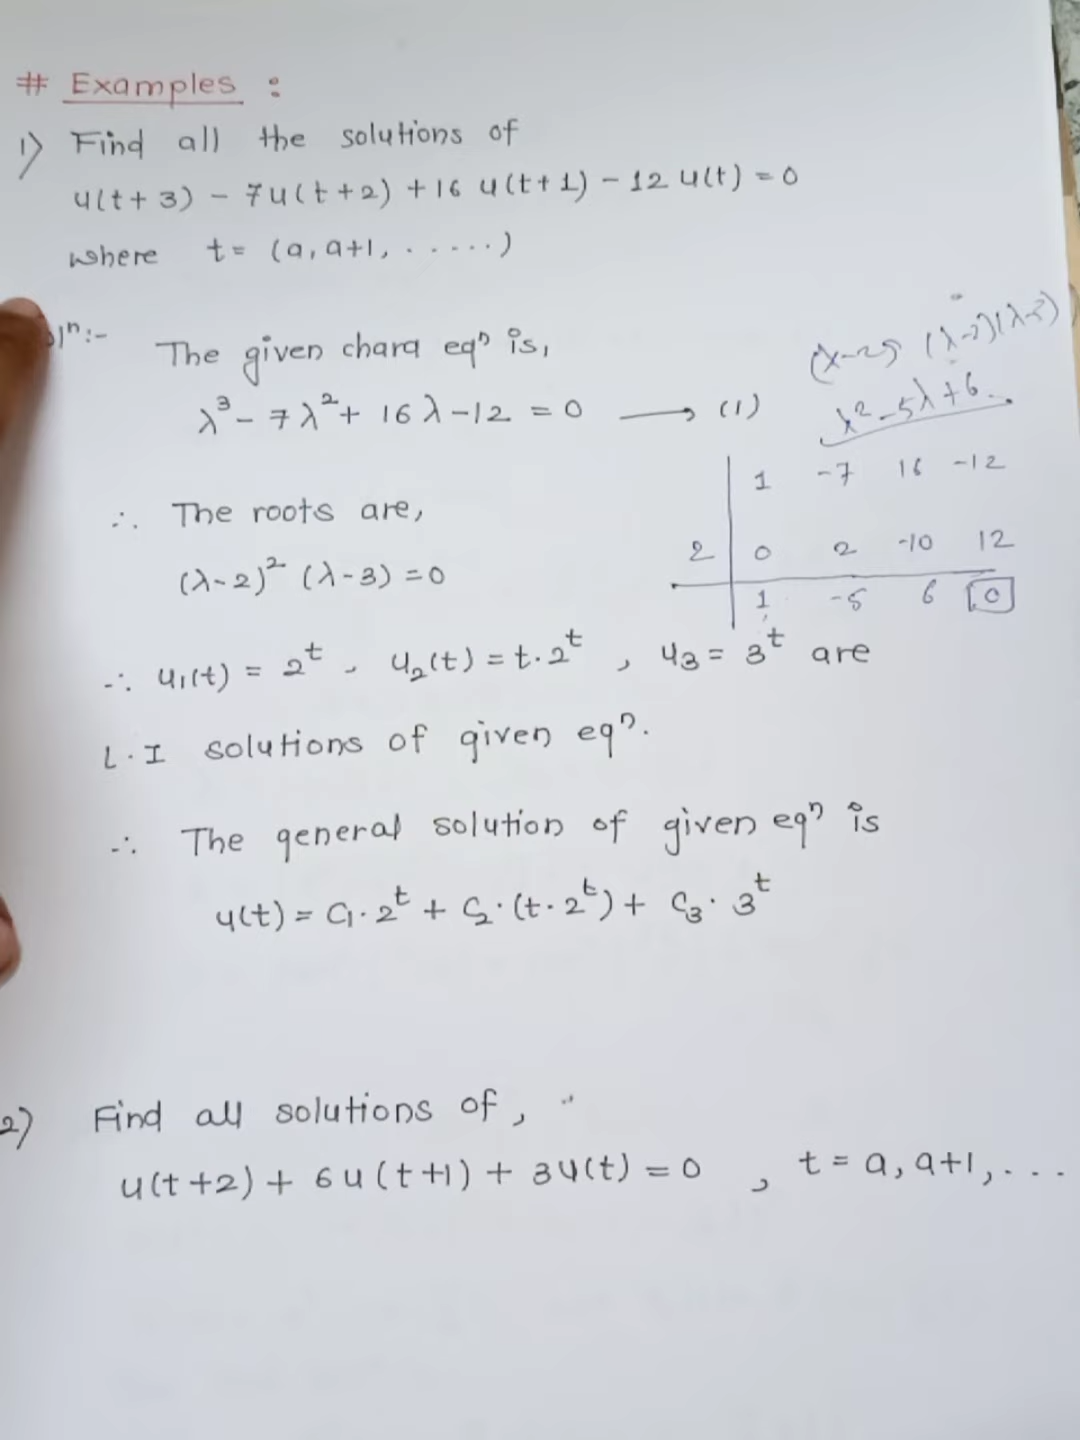 # Examples :
1) Find all the solutions of
u(t+3) - 7u(t+2) + 16 u(t+1) - 12 u(t) = 0
where t = (a, a+1, ......)
The given chara eqⁿ is,
λ³ - 7λ² + 16λ - 12 = 0 ⟶ (1)
(λ-2)(λ-3)
λ² - 5λ + 6
1 -7 16 -12
2 0 2 -10 12
1 -5 6 0
∴ The roots are,
(λ-2)² (λ-3) = 0
∴ u₁(t) = 2ᵗ , u₂(t) = t·2ᵗ , u₃ = 3ᵗ are
L.I solutions of given eqⁿ.
∴ The general solution of given eqⁿ is
u(t) = C₁·2ᵗ + C₂·(t·2ᵗ) + C₃·3ᵗ
2) Find all solutions of,
u(t+2) + 6u(t+1) + 3u(t) = 0 , t = a, a+1, ...